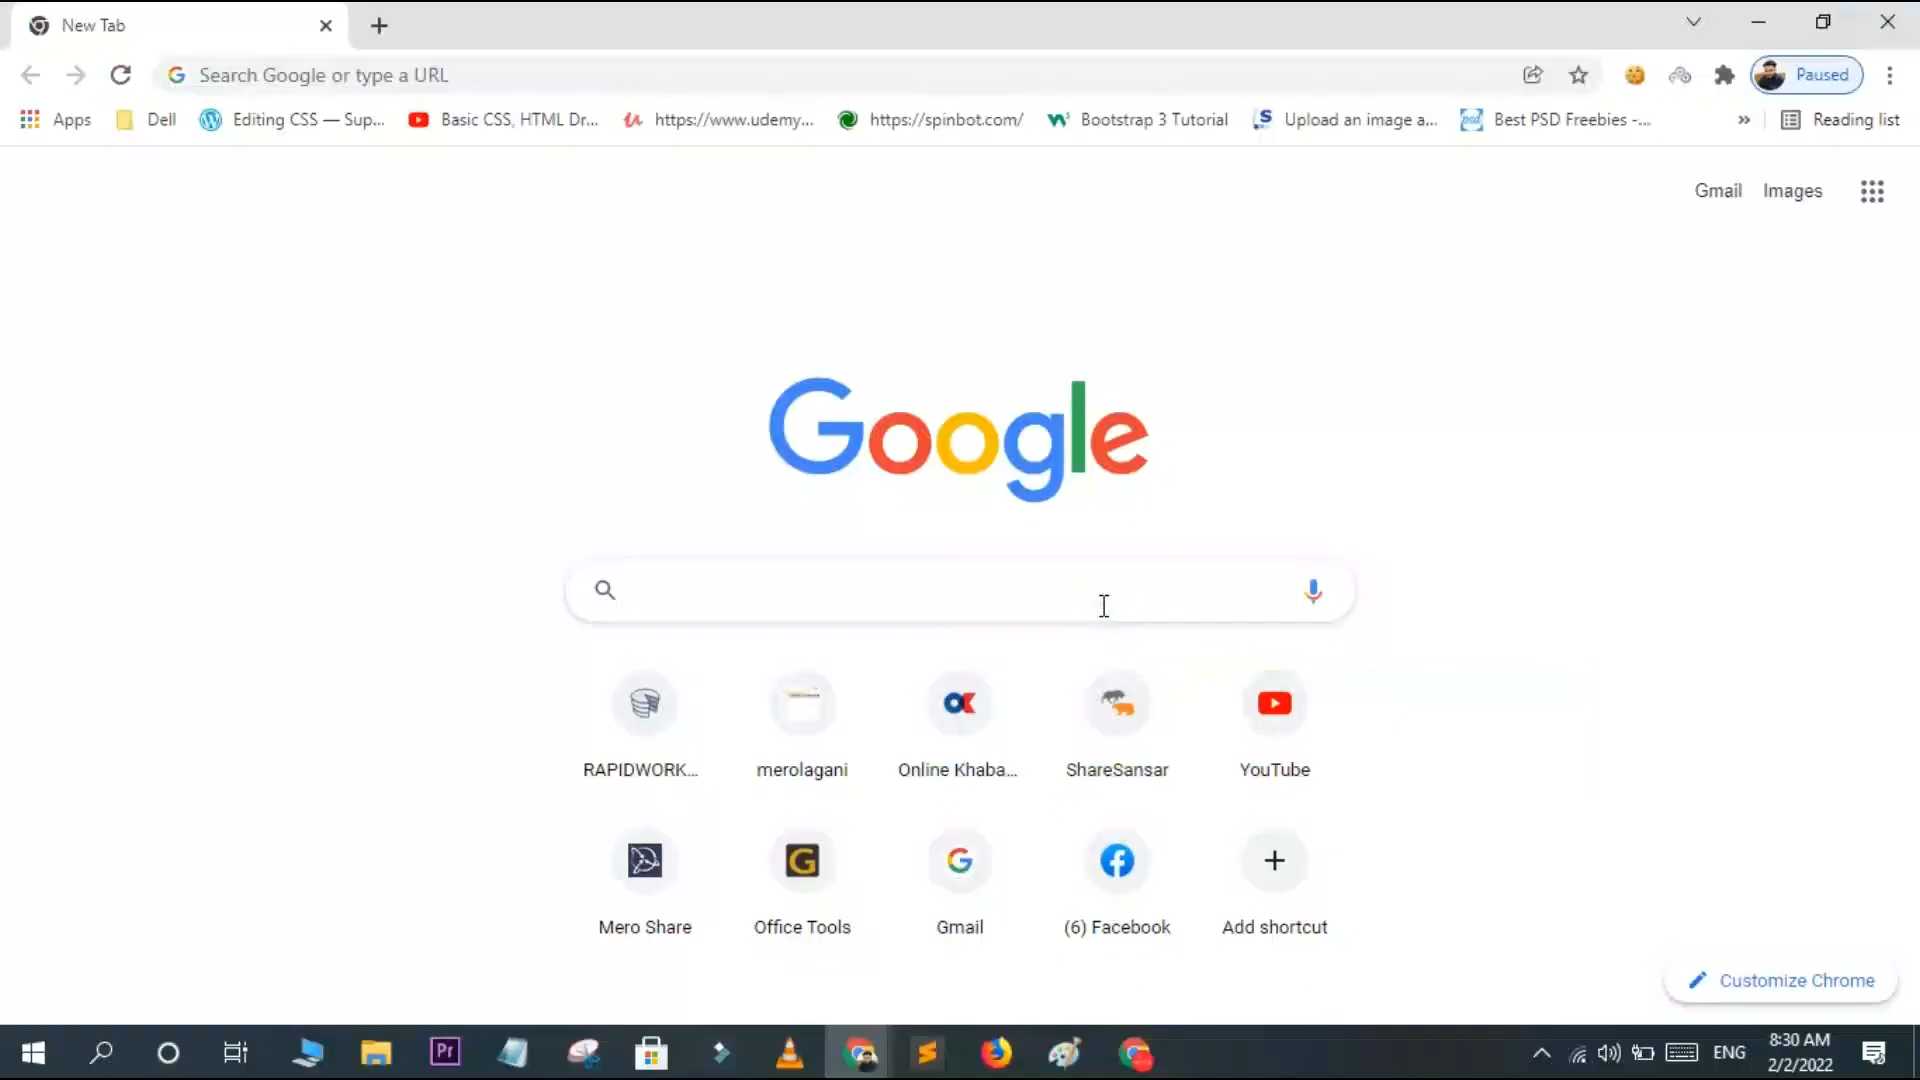 New Tab
Search Google or type a URL
Paused
Apps
Dell
Editing CSS — Sup...
Basic CSS, HTML Dr...
https://www.udemy...
https://spinbot.com/
Bootstrap 3 Tutorial
Upload an image a...
Best PSD Freebies -...
»
Reading list
Gmail
Images
Google
RAPIDWORK...
merolagani
Online Khaba...
ShareSansar
YouTube
Mero Share
Office Tools
Gmail
(6) Facebook
Add shortcut
Customize Chrome
Pr
ENG
8:30 AM
2/2/2022